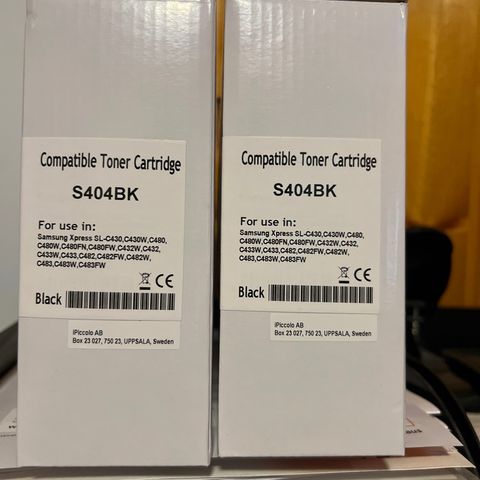 Compatible Toner Cartridge
S404BK
For use in:
Samsung Xpress SL-C430,C430W,C480,
C480W,C480FN,C480FW,C432W,C432,
C433W,C433,C482,C482FW,C482W,
C483,C483W,C483FW
CE
Black
iPiccolo AB
Box 23 027, 750 23, UPPSALA, Sweden
Compatible Toner Cartridge
S404BK
For use in:
Samsung Xpress SL-C430,C430W,C480,
C480W,C480FN,C480FW,C432W,C432,
C433W,C433,C482,C482FW,C482W,
C483,C483W,C483FW
CE
Black
iPiccolo AB
Box 23 027, 750 23, UPPSALA, Sweden